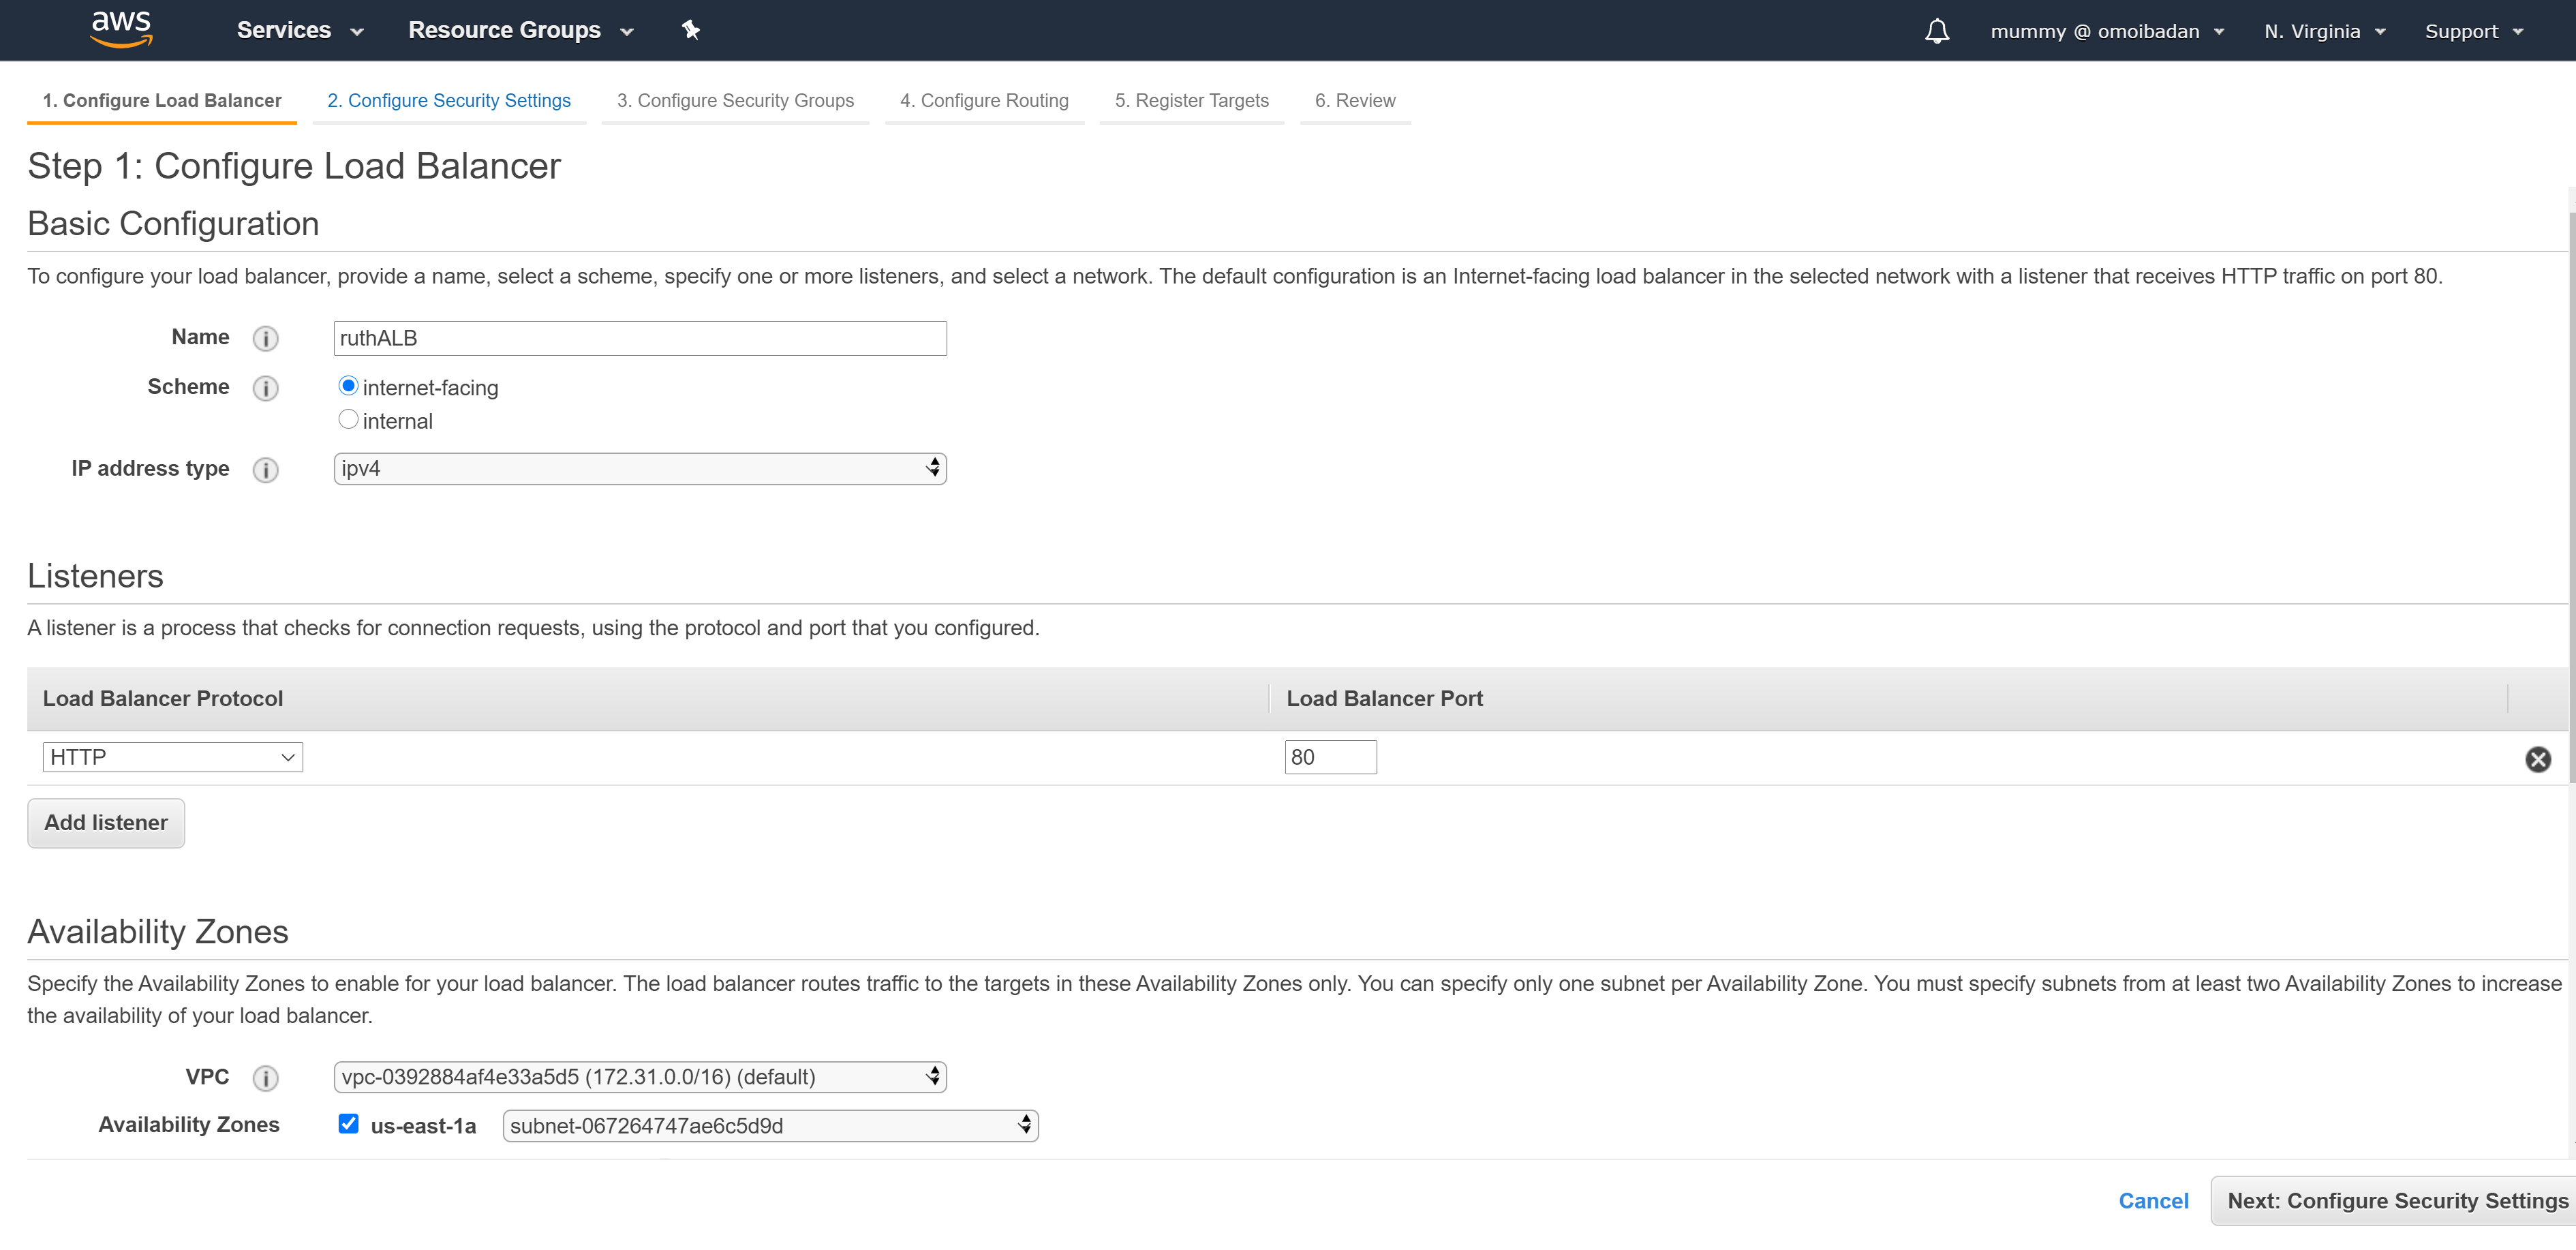 aws Services Resource Groups mummy @ omoibadan N. Virginia Support
1. Configure Load Balancer 2. Configure Security Settings 3. Configure Security Groups 4. Configure Routing 5. Register Targets 6. Review
Step 1: Configure Load Balancer
Basic Configuration
To configure your load balancer, provide a name, select a scheme, specify one or more listeners, and select a network. The default configuration is an Internet-facing load balancer in the selected network with a listener that receives HTTP traffic on port 80.
Name ruthALB
Scheme internet-facing
internal
IP address type ipv4
Listeners
A listener is a process that checks for connection requests, using the protocol and port that you configured.
Load Balancer Protocol Load Balancer Port
HTTP 80
Add listener
Availability Zones
Specify the Availability Zones to enable for your load balancer. The load balancer routes traffic to the targets in these Availability Zones only. You can specify only one subnet per Availability Zone. You must specify subnets from at least two Availability Zones to increase
the availability of your load balancer.
VPC vpc-0392884af4e33a5d5 (172.31.0.0/16) (default)
Availability Zones us-east-1a subnet-067264747ae6c5d9d
Cancel Next: Configure Security Settings